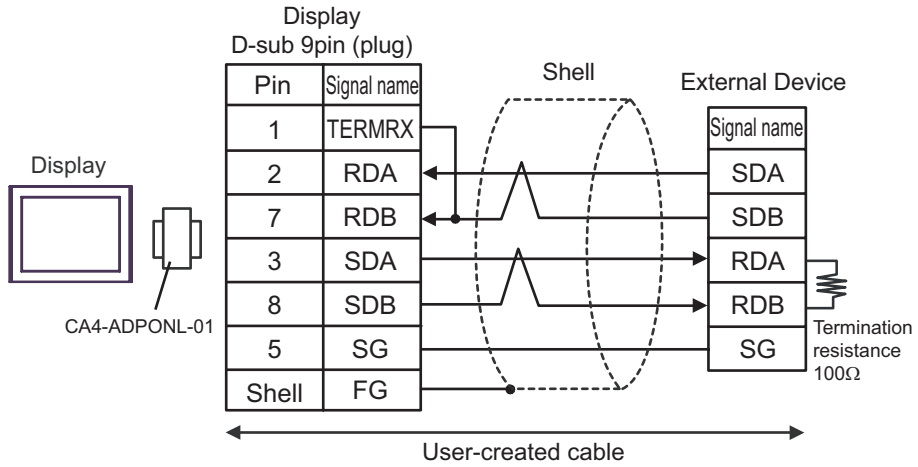 Display
D-sub 9pin (plug)
Shell
External Device
Pin Signal name
Signal name
1 TERMRX
Display
2 RDA
SDA
7 RDB
SDB
3 SDA
RDA
8 SDB
RDB
CA4-ADPONL-01
5 SG
SG
Termination
resistance
100Ω
Shell FG
User-created cable